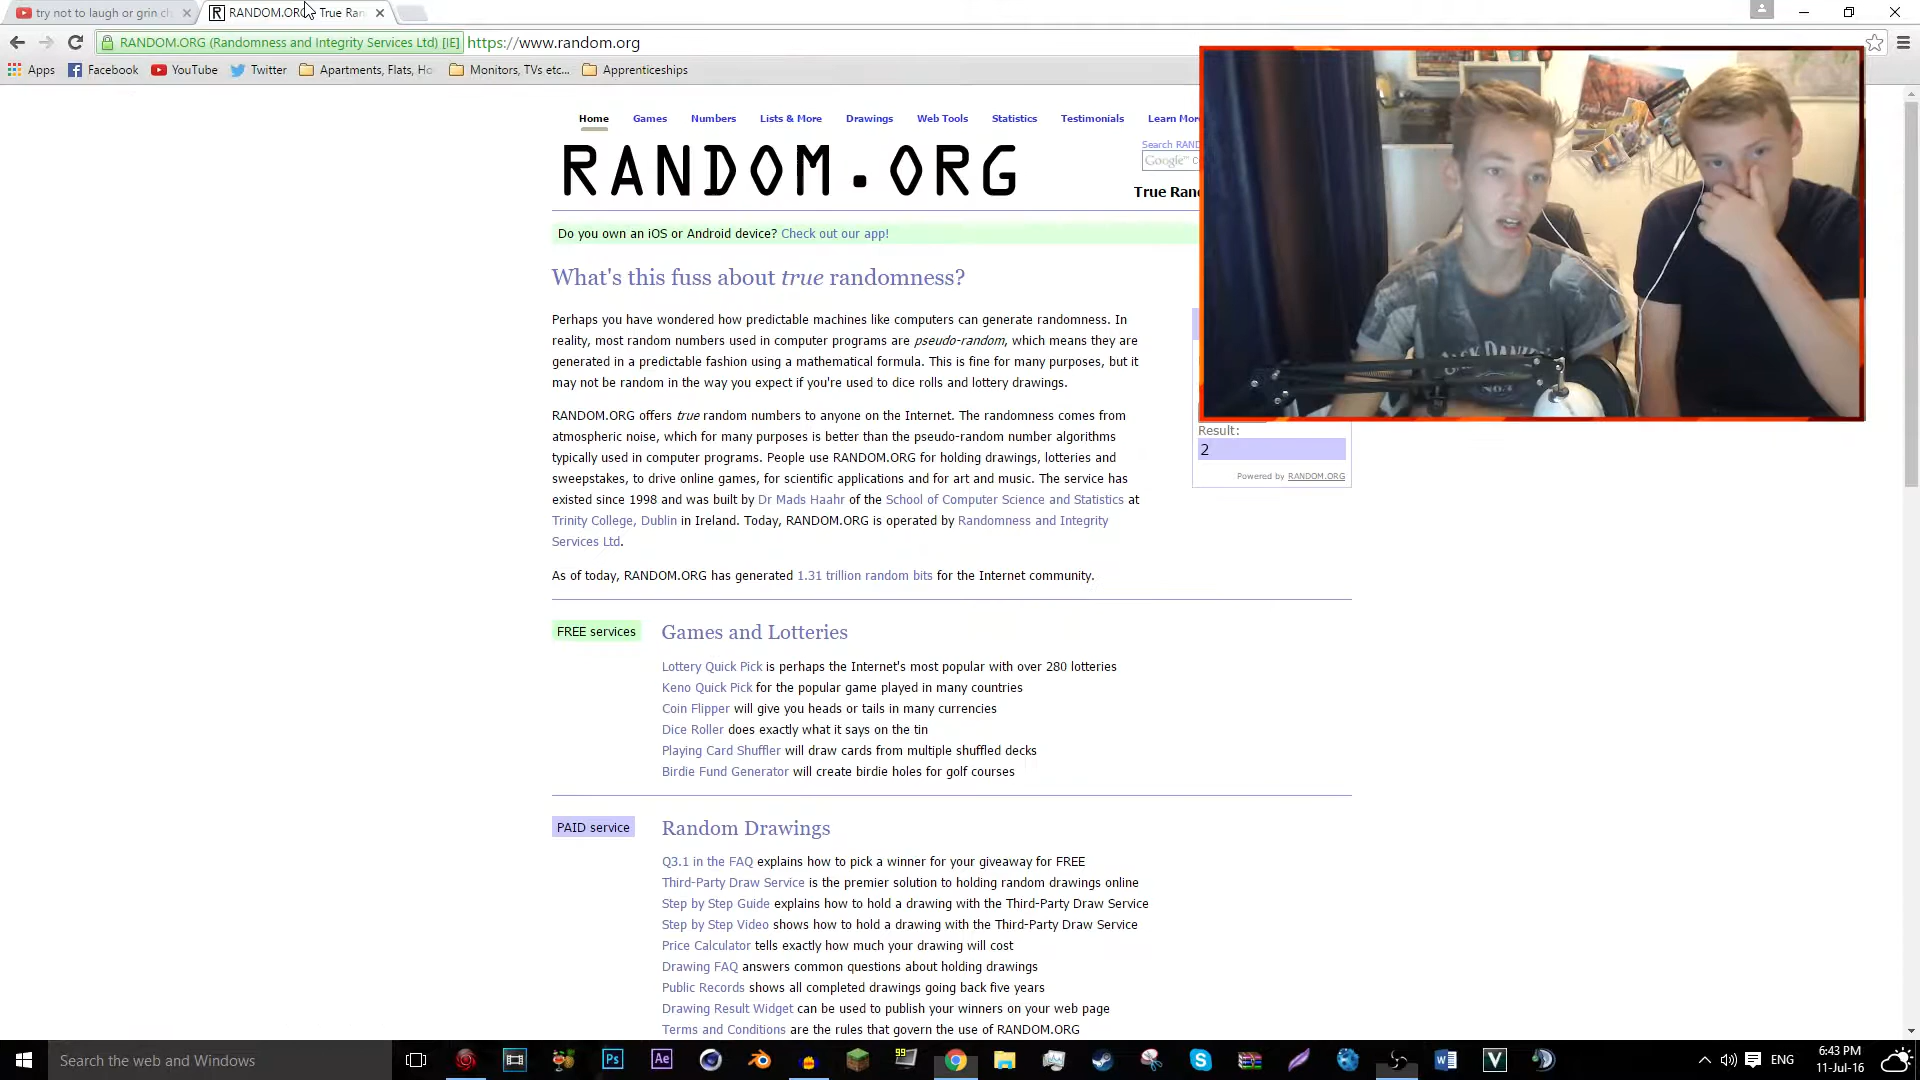 try not to laugh or grin ch
RANDOM.ORG True Ran
RANDOM.ORG (Randomness and Integrity Services Ltd) [IE] https://www.random.org
Apps Facebook YouTube Twitter Apartments, Flats, Ho Monitors, TVs etc... Apprenticeships
Home Games Numbers Lists & More Drawings Web Tools Statistics Testimonials Learn More
Search RAND
Google™ C
RANDOM.ORG
True Ran
Do you own an iOS or Android device? Check out our app!
What's this fuss about true randomness?
Perhaps you have wondered how predictable machines like computers can generate randomness. In
reality, most random numbers used in computer programs are pseudo-random, which means they are
generated in a predictable fashion using a mathematical formula. This is fine for many purposes, but it
may not be random in the way you expect if you're used to dice rolls and lottery drawings.
RANDOM.ORG offers true random numbers to anyone on the Internet. The randomness comes from
atmospheric noise, which for many purposes is better than the pseudo-random number algorithms
typically used in computer programs. People use RANDOM.ORG for holding drawings, lotteries and
sweepstakes, to drive online games, for scientific applications and for art and music. The service has
existed since 1998 and was built by Dr Mads Haahr of the School of Computer Science and Statistics at
Trinity College, Dublin in Ireland. Today, RANDOM.ORG is operated by Randomness and Integrity
Services Ltd.
As of today, RANDOM.ORG has generated 1.31 trillion random bits for the Internet community.
Result:
2
Powered by RANDOM.ORG
FREE services
Games and Lotteries
Lottery Quick Pick is perhaps the Internet's most popular with over 280 lotteries
Keno Quick Pick for the popular game played in many countries
Coin Flipper will give you heads or tails in many currencies
Dice Roller does exactly what it says on the tin
Playing Card Shuffler will draw cards from multiple shuffled decks
Birdie Fund Generator will create birdie holes for golf courses
PAID service
Random Drawings
Q3.1 in the FAQ explains how to pick a winner for your giveaway for FREE
Third-Party Draw Service is the premier solution to holding random drawings online
Step by Step Guide explains how to hold a drawing with the Third-Party Draw Service
Step by Step Video shows how to hold a drawing with the Third-Party Draw Service
Price Calculator tells exactly how much your drawing will cost
Drawing FAQ answers common questions about holding drawings
Public Records shows all completed drawings going back five years
Drawing Result Widget can be used to publish your winners on your web page
Terms and Conditions are the rules that govern the use of RANDOM.ORG
Search the web and Windows
Ps Ae 99
ENG
6:43 PM
11-Jul-16